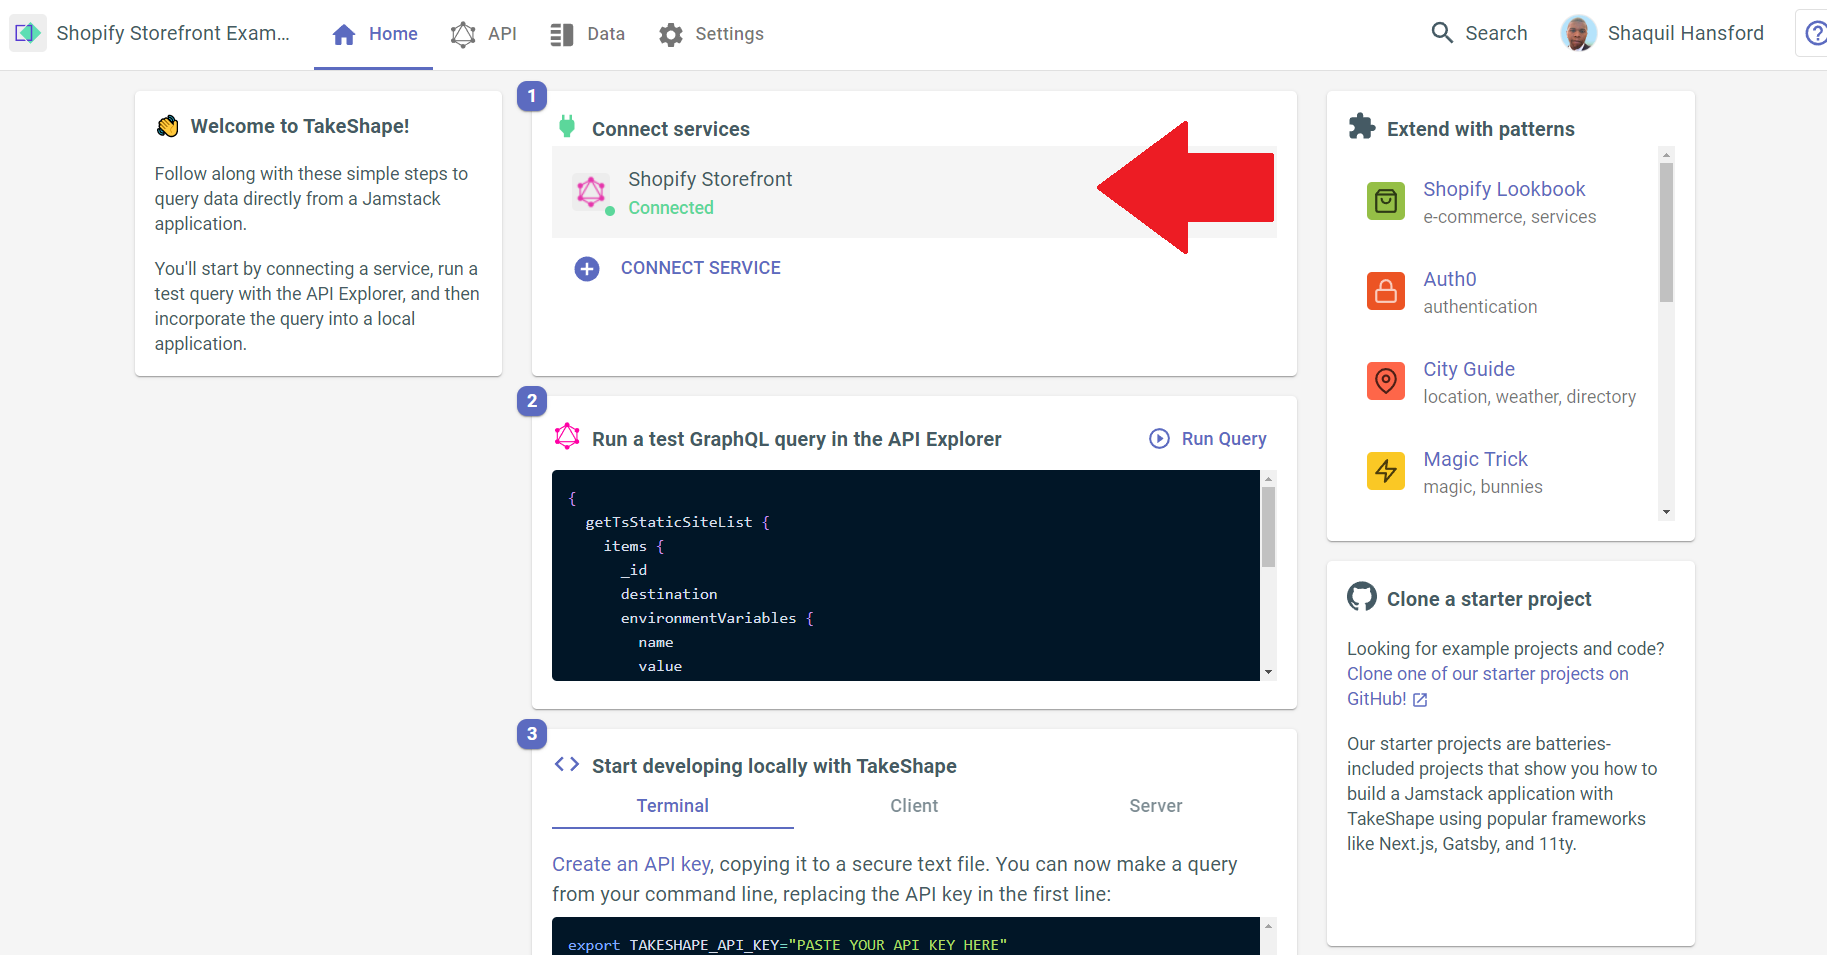 Shopify Storefront Exam...
Home
API
Data
Settings
Search
Shaquil Hansford
Welcome to TakeShape!
Follow along with these simple steps to
query data directly from a Jamstack
application.
You'll start by connecting a service, run a
test query with the API Explorer, and then
incorporate the query into a local
application.
1
Connect services
Shopify Storefront
Connected
CONNECT SERVICE
2
Run a test GraphQL query in the API Explorer
Run Query
{
getTsStaticSiteList {
items {
_id
destination
environmentVariables {
name
value
3
Start developing locally with TakeShape
Terminal
Client
Server
Create an API key, copying it to a secure text file. You can now make a query
from your command line, replacing the API key in the first line:
export TAKESHAPE_API_KEY="PASTE YOUR API KEY HERE"
Extend with patterns
Shopify Lookbook
e-commerce, services
Auth0
authentication
City Guide
location, weather, directory
Magic Trick
magic, bunnies
Clone a starter project
Looking for example projects and code?
Clone one of our starter projects on
GitHub!
Our starter projects are batteries-
included projects that show you how to
build a Jamstack application with
TakeShape using popular frameworks
like Next.js, Gatsby, and 11ty.